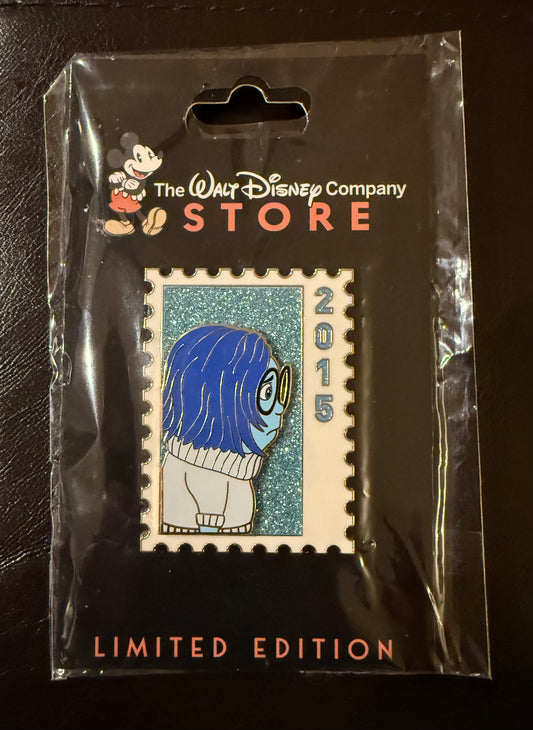 The Walt Disney Company
STORE
2015
LIMITED EDITION